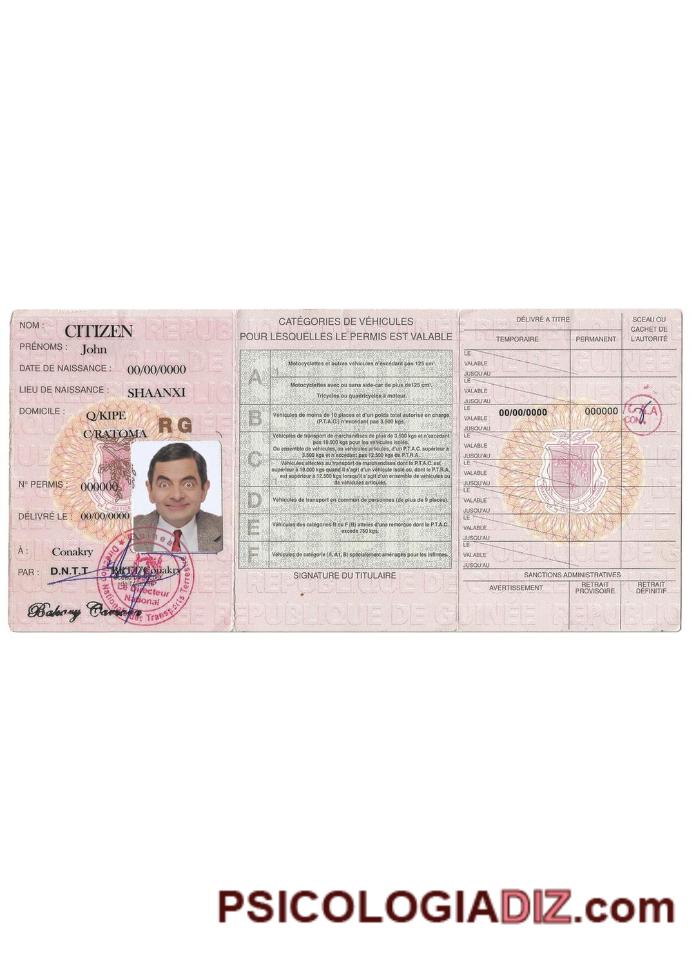 NOM :
CITIZEN
PRÉNOMS :
John
DATE DE NAISSANCE : 00/00/0000
LIEU DE NAISSANCE : SHAANXI
DOMICILE :
Q/KIPE
C/RATOMA
RG
N° PERMIS : 000000
DÉLIVRÉ LE : 00/00/0000
À : Conakry
PAR : D.N.T.T
Conakry
Le Directeur
National
CATÉGORIES DE VÉHICULES
POUR LESQUELLES LE PERMIS EST VALABLE
A
Motocyclettes et autres véhicules n'excédant pas 125 cm³.
Motocyclettes avec ou sans side-car de plus de 125 cm³.
Tricycles ou quadricycles à moteur.
B
Véhicules de moins de 10 places et d'un poids total autorisé en charge
(P.T.A.C.) n'excédant pas 3.500 kgs.
C
Véhicules de transport de marchandises de plus de 3.500 kgs et n'excédant
pas 19.000 kgs pour les véhicules isolés.
Ou ensemble de véhicules, ou véhicules articulés, d'un P.T.A.C. supérieur à
3.500 kgs et n'excédant pas 12.500 kgs de P.T.R.A.
Véhicules affectés au transport de marchandises dont le P.T.A.C. est
supérieur à 19.000 kgs quand il s'agit d'un véhicule isolé ou, dont le P.T.R.A.
est supérieur à 12.500 kgs lorsqu'il s'agit d'un ensemble de véhicules ou
de véhicules articulés.
D
Véhicules de transport en commun de personnes (de plus de 9 places).
E
Véhicules des catégories B ou F (B) attelés d'une remorque dont le P.T.A.C.
excède 750 kgs.
F
Véhicules de catégorie (A, A1, B) spécialement aménagés pour les infirmes.
SIGNATURE DU TITULAIRE
DÉLIVRÉ A TITRE
TEMPORAIRE
PERMANENT
SCEAU OU
CACHET DE
L'AUTORITÉ
LE
VALABLE
JUSQU'AU
LE
VALABLE
JUSQU'AU
LE 00/00/0000 000000
VALABLE
JUSQU'AU
LE
VALABLE
JUSQU'AU
LE
VALABLE
JUSQU'AU
LE
VALABLE
JUSQU'AU
LE
VALABLE
JUSQU'AU
LE
VALABLE
JUSQU'AU
SANCTIONS ADMINISTRATIVES
AVERTISSEMENT
RETRAIT
PROVISOIRE
RETRAIT
DÉFINITIF
REPUBLIQUE DE GUINEE
PSICOLOGIADIZ.com